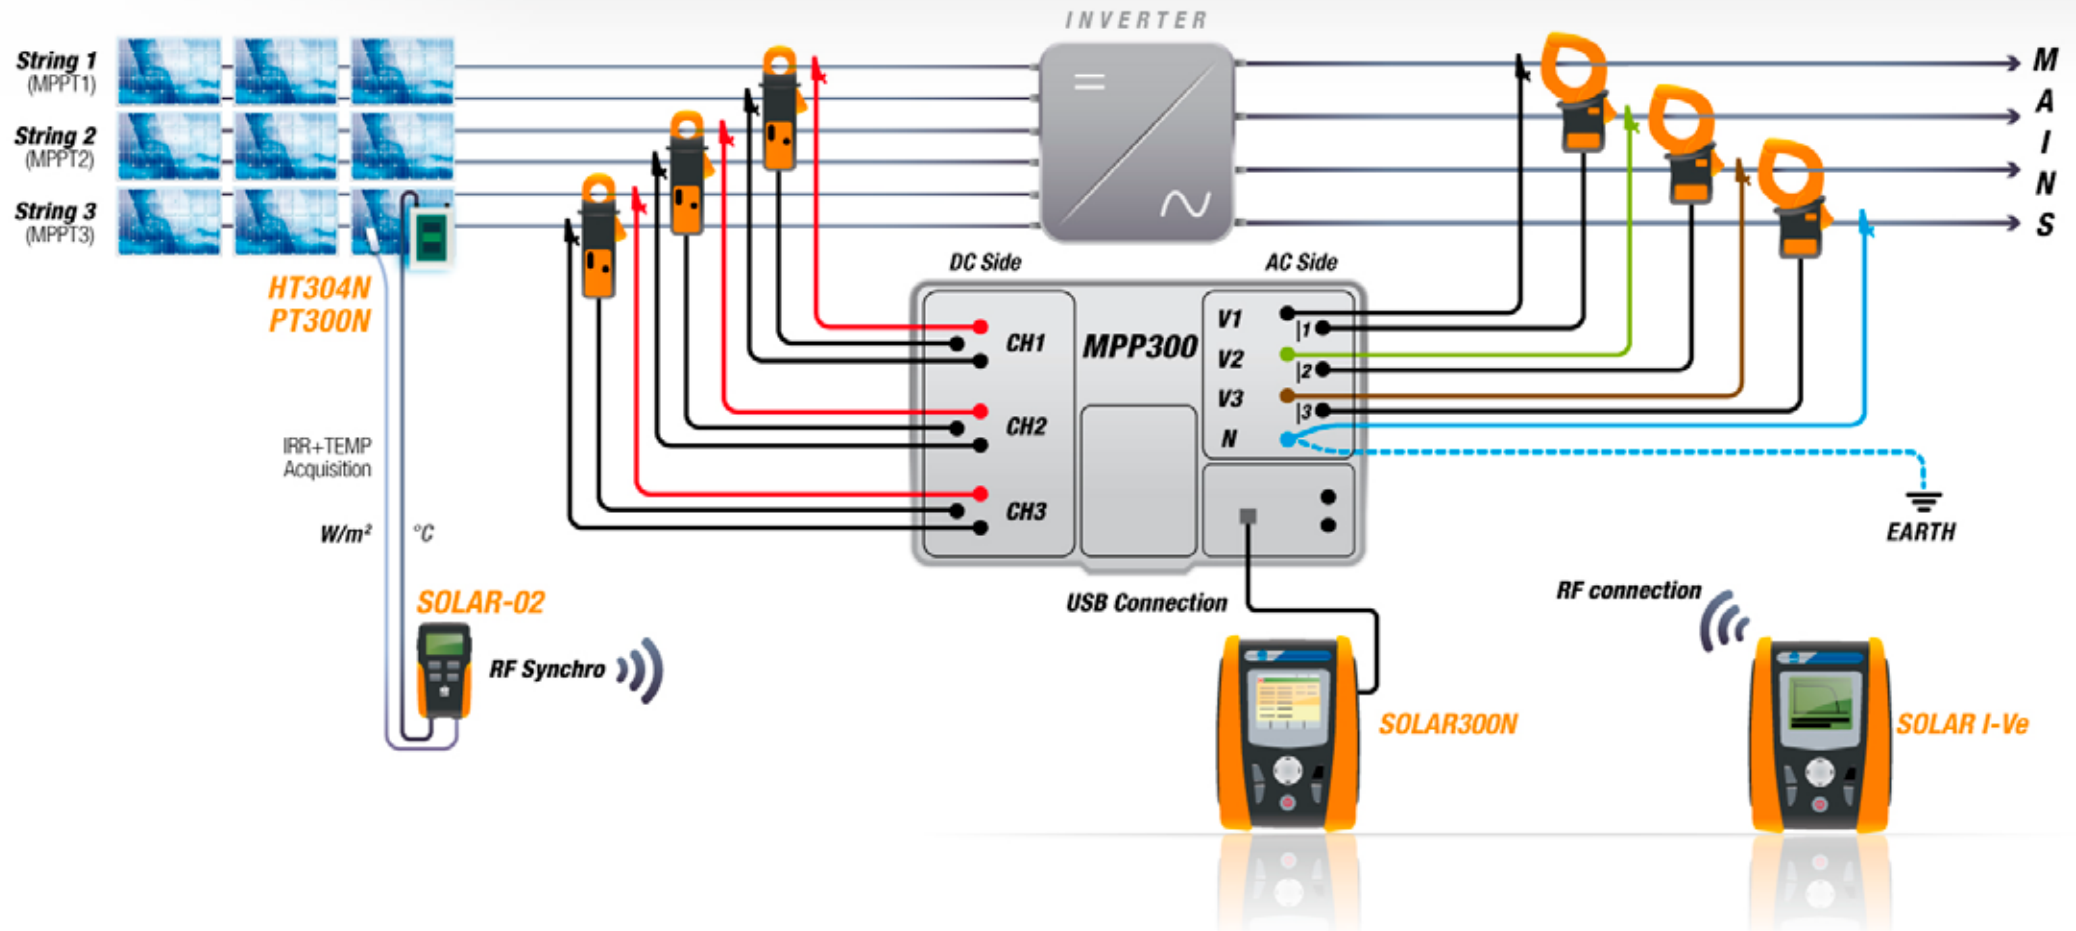 INVERTER
String 1
(MPPT1)
String 2
(MPPT2)
String 3
(MPPT3)
M
A
I
N
S
HT304N
PT300N
DC Side
AC Side
CH1
CH2
CH3
MPP300
V1
I1
V2
I2
V3
I3
N
IRR+TEMP
Acquisition
W/m²
°C
EARTH
SOLAR-02
RF Synchro
USB Connection
RF connection
SOLAR300N
SOLAR I-Ve